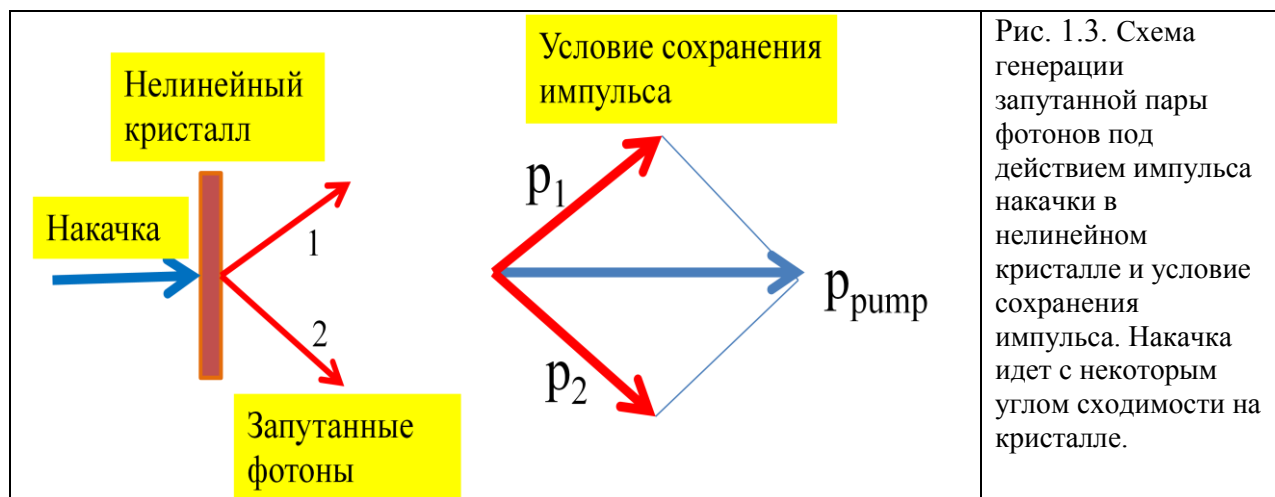 Нелинейный
кристалл
Накачка
1
2
Запутанные
фотоны
Условие сохранения
импульса
p1
p2
ppump
Рис. 1.3. Схема
генерации
запутанной пары
фотонов под
действием импульса
накачки в
нелинейном
кристалле и условие
сохранения
импульса. Накачка
идет с некоторым
углом сходимости на
кристалле.